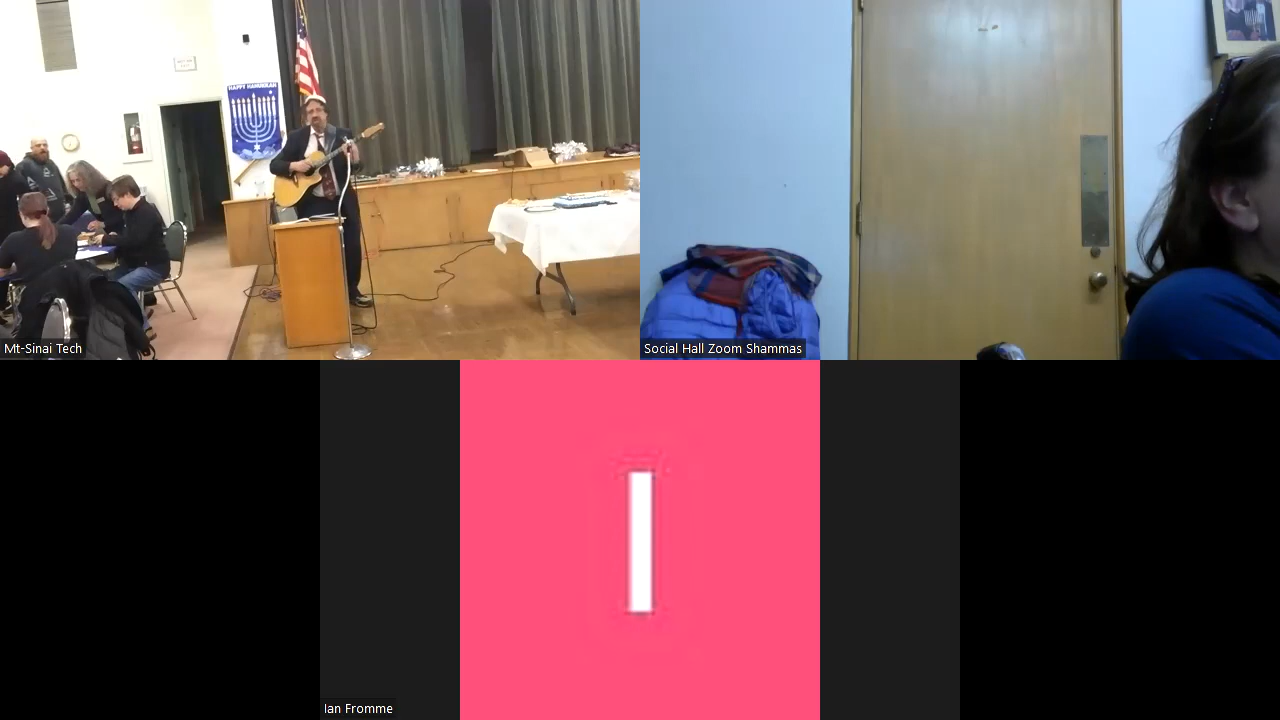 HAPPY HANUKKAH
Mt-Sinai Tech
Social Hall Zoom Shammas
I
Ian Fromme